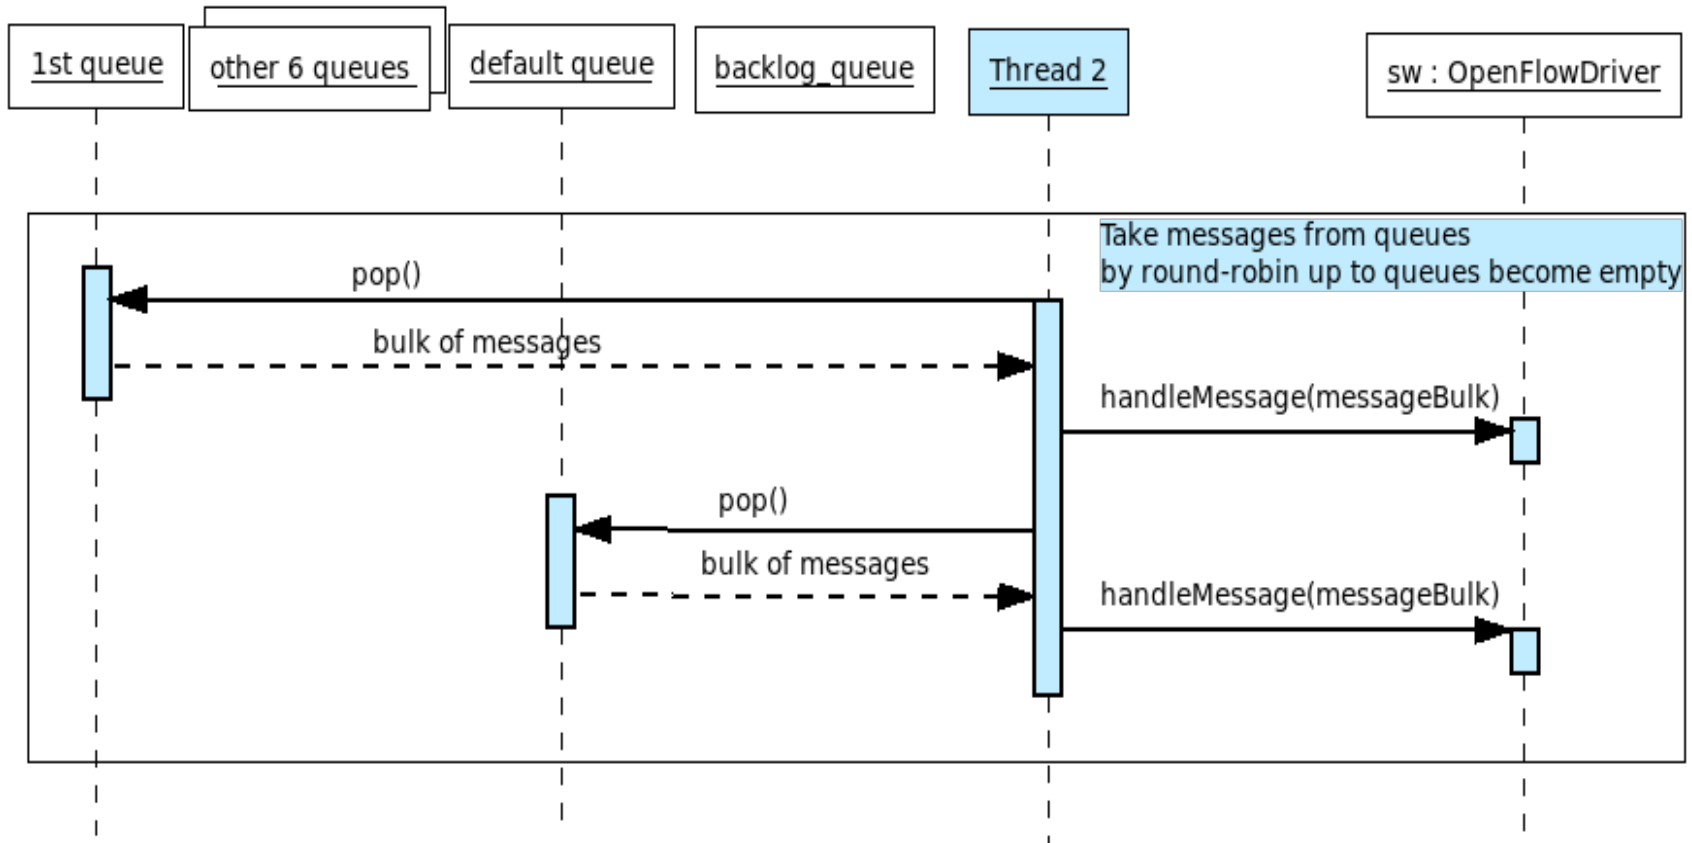 1st queue
other 6 queues
default queue
backlog_queue
Thread 2
sw : OpenFlowDriver
Take messages from queues
by round-robin up to queues become empty
pop()
bulk of messages
handleMessage(messageBulk)
pop()
bulk of messages
handleMessage(messageBulk)